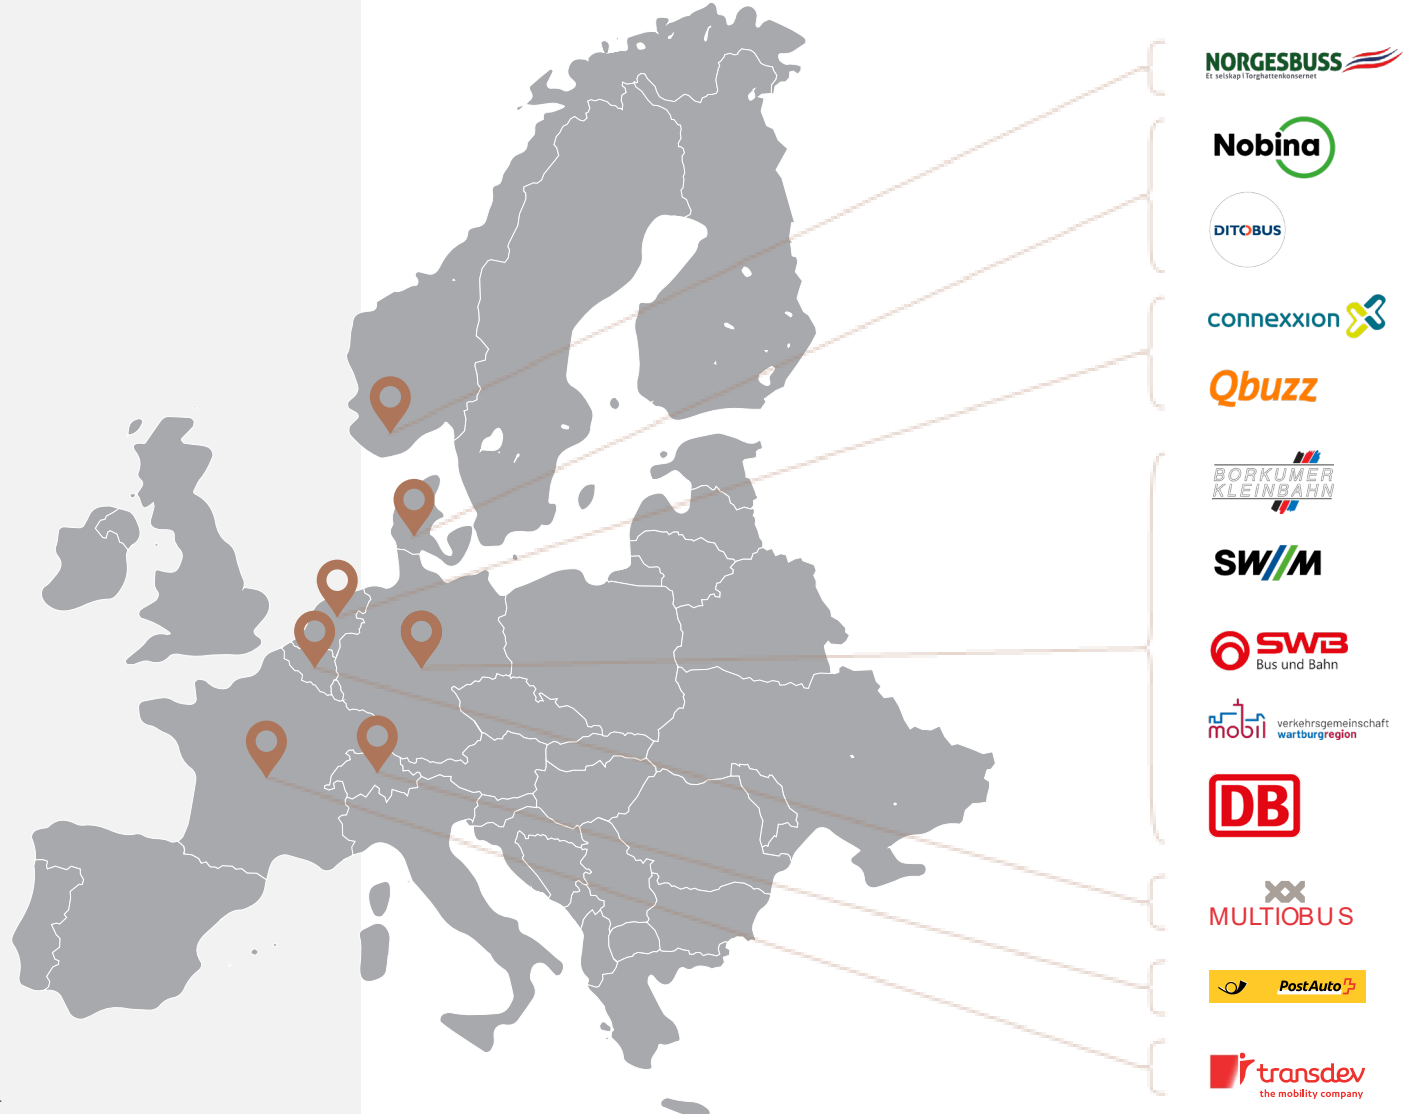 NORGESBUSS
Et selskap i Torghattenkonsernet
Nobina
DITOBUS
connexxion
Qbuzz
BORKUMER
KLEINBAHN
SW//M
SWB
Bus und Bahn
mobil
verkehrsgemeinschaft
wartburgregion
DB
MULTIOBUS
PostAuto
transdev
the mobility company